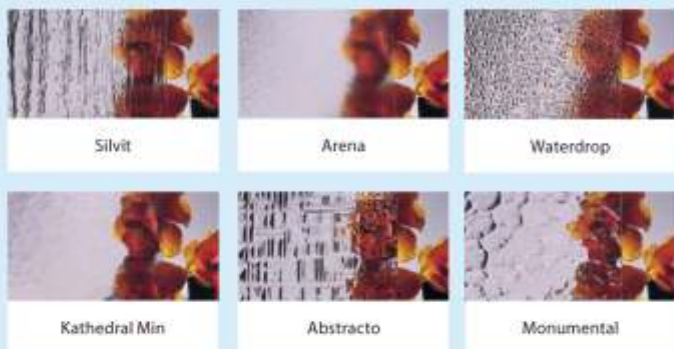 Silvit
Arena
Waterdrop
Kathedral Min
Abstracto
Monumental